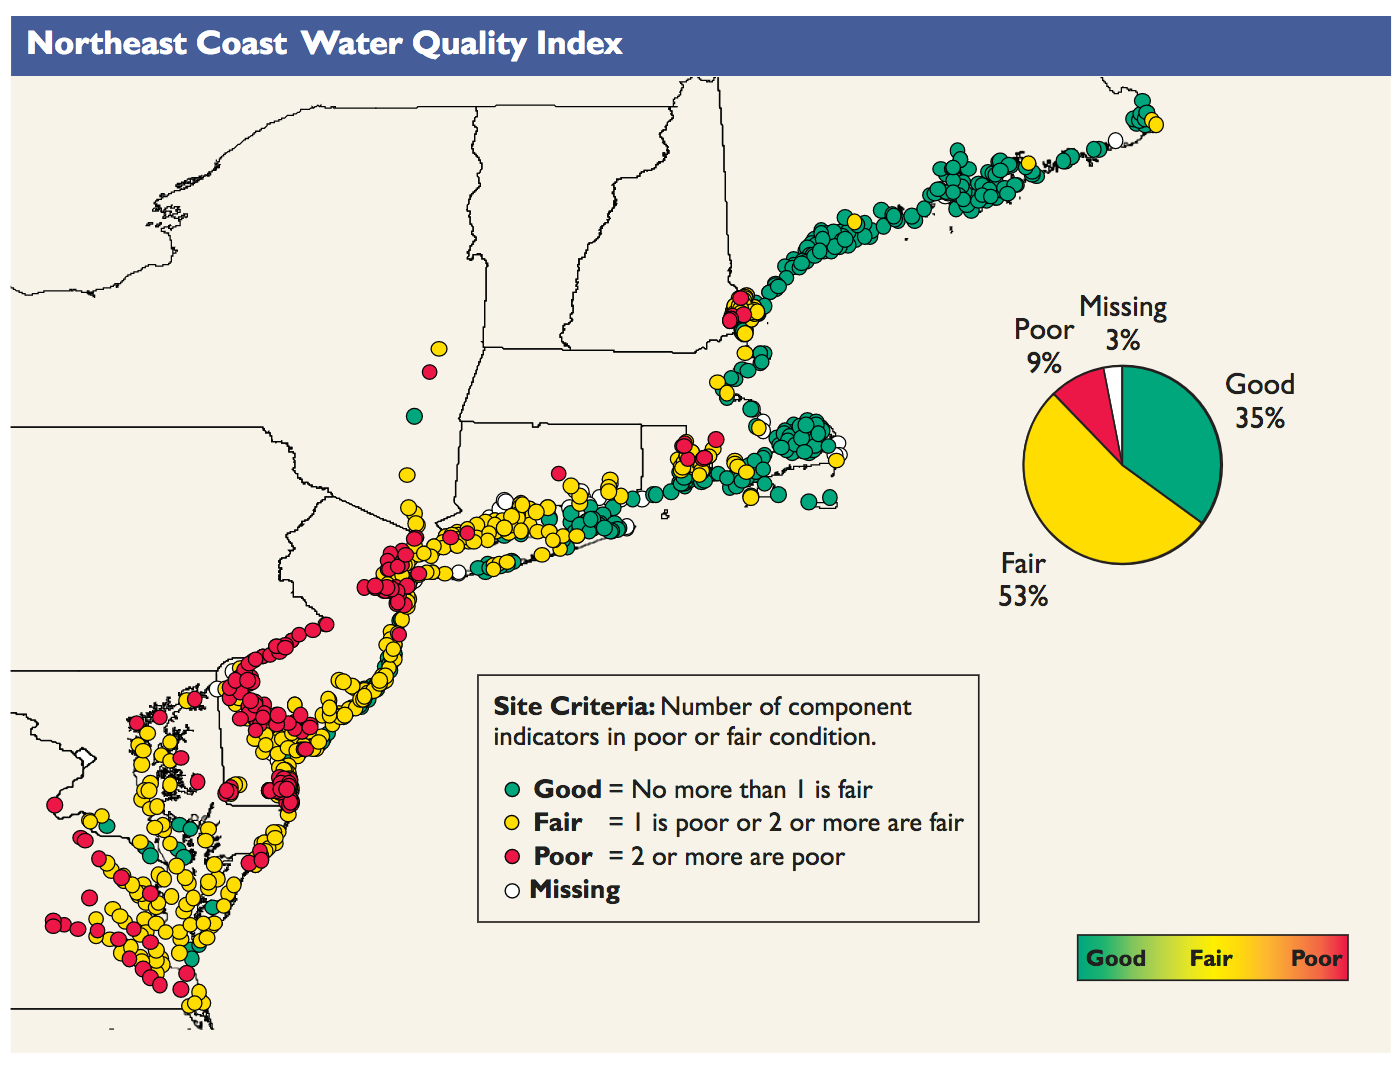 Northeast Coast Water Quality Index
Missing
3%
Poor
9%
Good
35%
Fair
53%
Site Criteria: Number of component
indicators in poor or fair condition.
Good = No more than 1 is fair
Fair = 1 is poor or 2 or more are fair
Poor = 2 or more are poor
Missing
Good Fair Poor